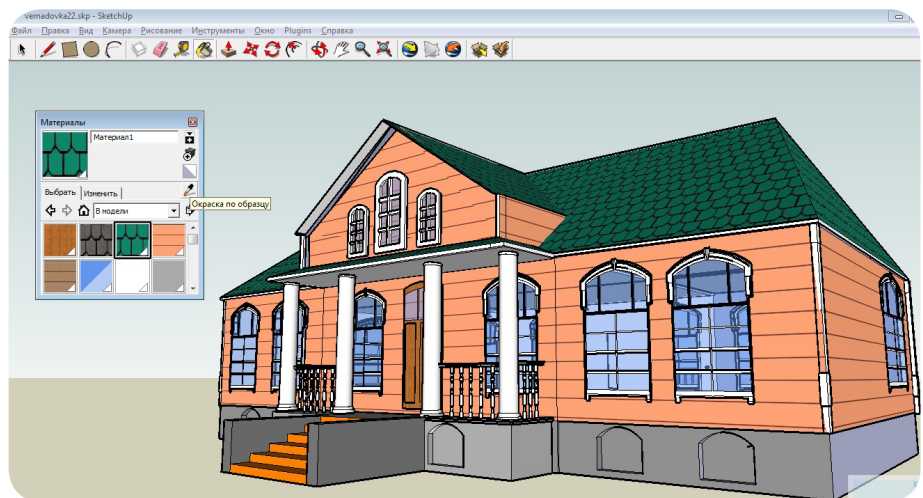 vernadovka22.skp - SketchUp
Файл Правка Вид Камера Рисование Инструменты Окно Plugins Справка
Материалы
Материал1
Выбрать Изменить
Окраска по образцу
В модели